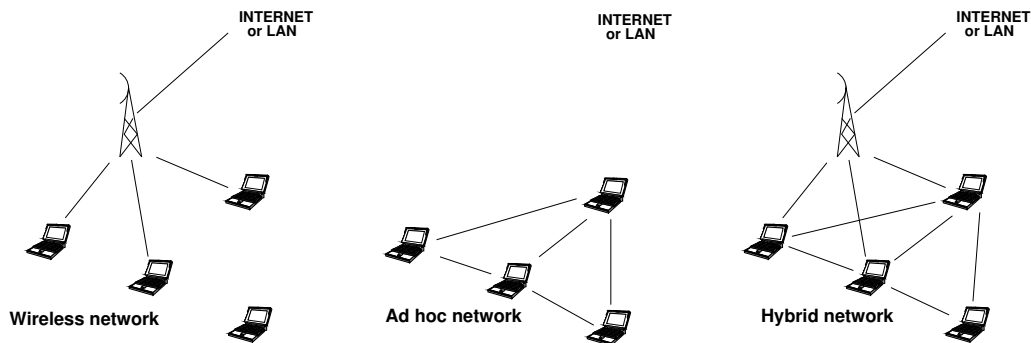 INTERNET
or LAN
INTERNET
or LAN
INTERNET
or LAN
Wireless network
Ad hoc network
Hybrid network